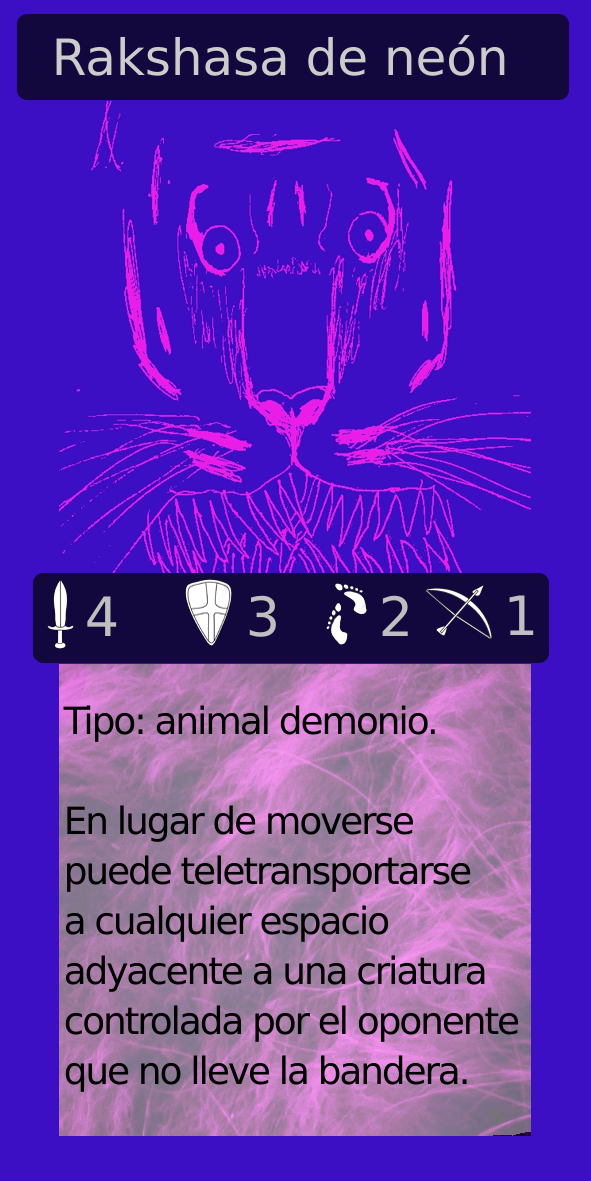 Rakshasa de neón
4 3 2 1
Tipo: animal demonio.
En lugar de moverse
puede teletransportarse
a cualquier espacio
adyacente a una criatura
controlada por el oponente
que no lleve la bandera.